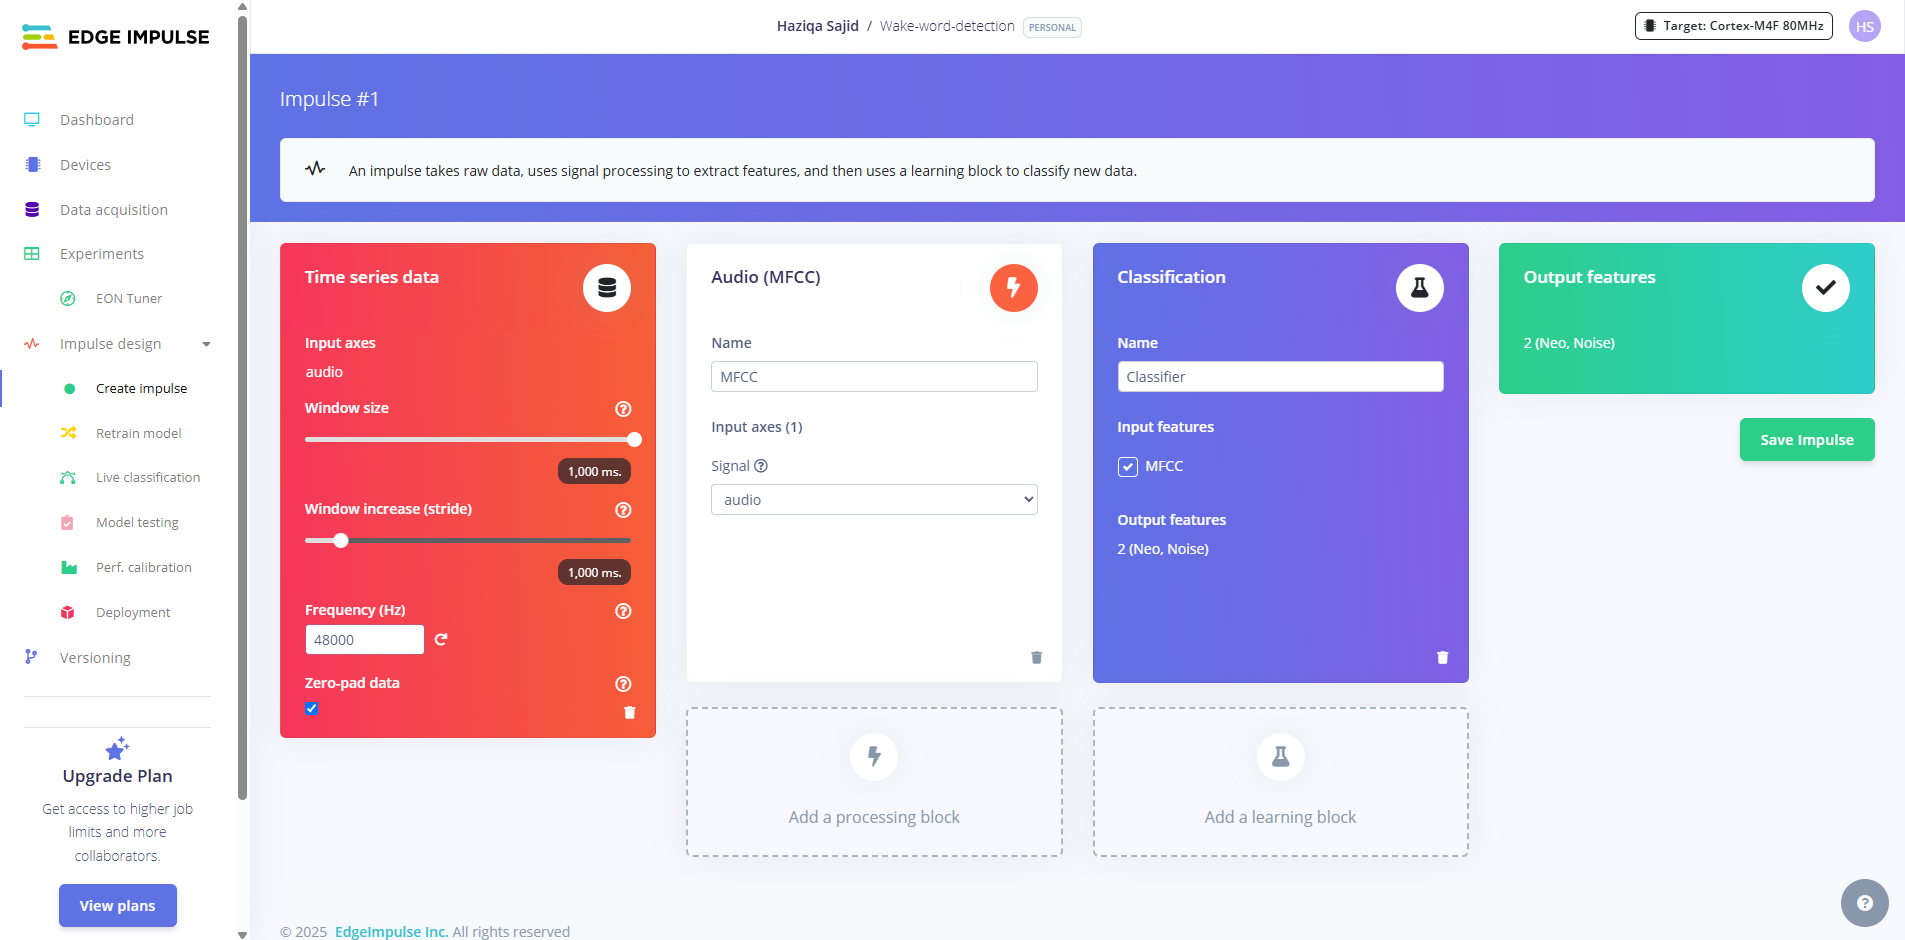 EDGE IMPULSE
Haziqa Sajid / Wake-word-detection PERSONAL
Target: Cortex-M4F 80MHz
HS
Dashboard
Devices
Data acquisition
Experiments
EON Tuner
Impulse design
Create impulse
Retrain model
Live classification
Model testing
Perf. calibration
Deployment
Versioning
Upgrade Plan
Get access to higher job
limits and more
collaborators.
View plans
Impulse #1
An impulse takes raw data, uses signal processing to extract features, and then uses a learning block to classify new data.
Time series data
Input axes
audio
Window size
1,000 ms.
Window increase (stride)
1,000 ms.
Frequency (Hz)
48000
Zero-pad data
Audio (MFCC)
Name
MFCC
Input axes (1)
Signal
audio
Classification
Name
Classifier
Input features
MFCC
Output features
2 (Neo, Noise)
Output features
2 (Neo, Noise)
Save Impulse
Add a processing block
Add a learning block
© 2025 EdgeImpulse Inc. All rights reserved